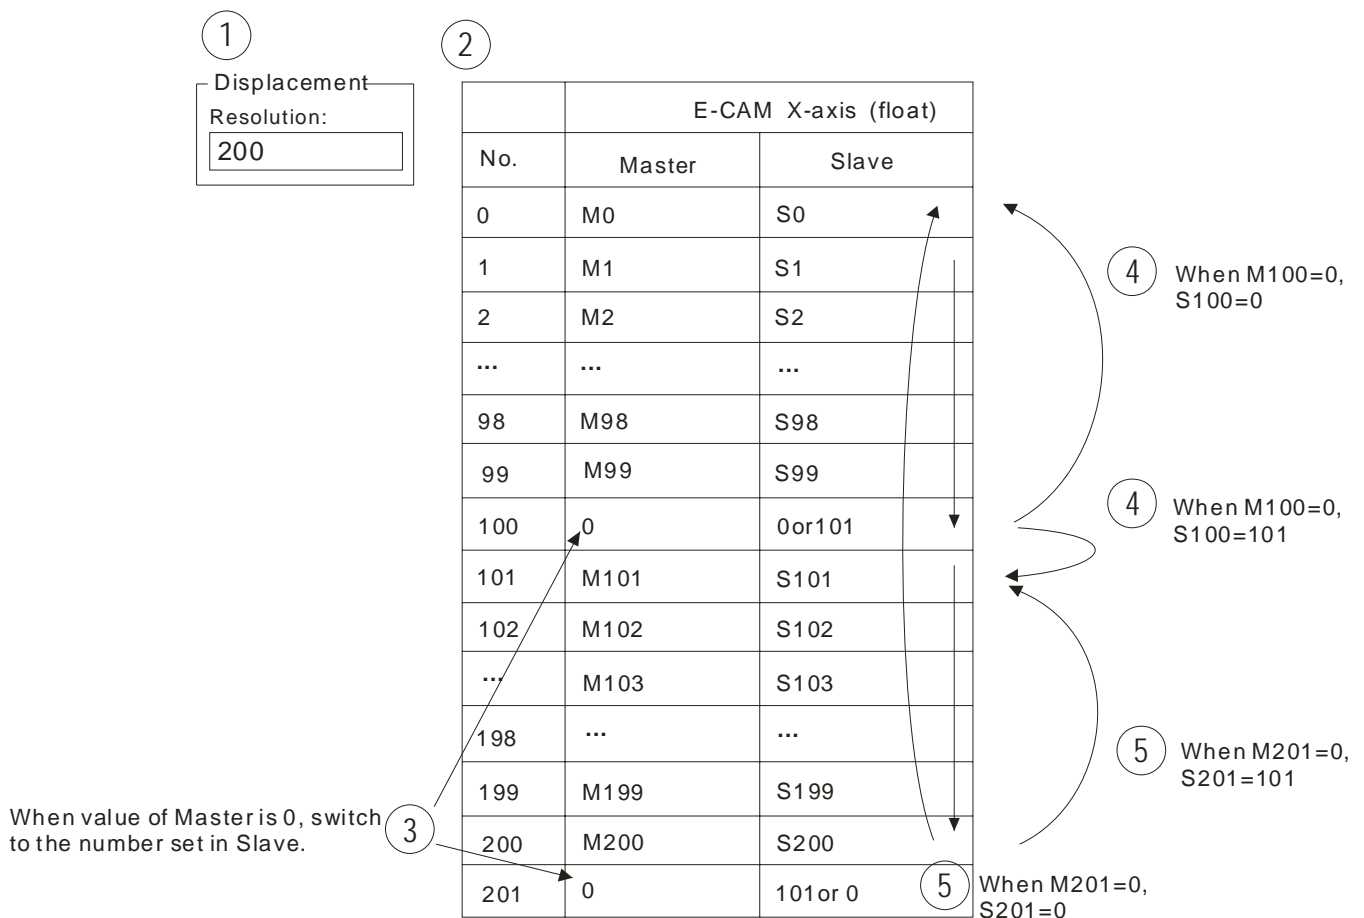 1
Displacement
Resolution:
200
2
E-CAM X-axis (float)
No. Master Slave
0 M0 S0
1 M1 S1
2 M2 S2
... ... ...
98 M98 S98
99 M99 S99
100 0 0or101
101 M101 S101
102 M102 S102
... M103 S103
198 ... ...
199 M199 S199
200 M200 S200
201 0 101or 0
4 When M100=0,
S100=0
4 When M100=0,
S100=101
5 When M201=0,
S201=101
5 When M201=0,
S201=0
When value of Master is 0, switch
to the number set in Slave.
3